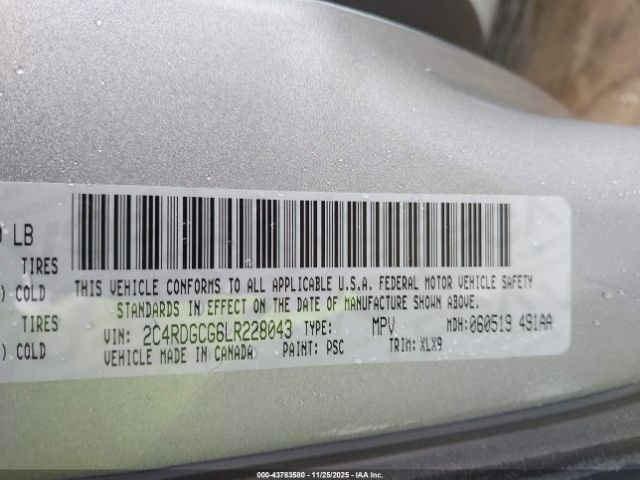 LB
TIRES
) COLD
TIRES
) COLD
THIS VEHICLE CONFORMS TO ALL APPLICABLE U.S.A. FEDERAL MOTOR VEHICLE SAFETY
STANDARDS IN EFFECT ON THE DATE OF MANUFACTURE SHOWN ABOVE.
VIN: 2C4RDGCG6LR228043 TYPE: MPV MDH:060519 491AA
VEHICLE MADE IN CANADA PAINT: PSC TRIM:XLX9
000-43783580 - 11/25/2025 - IAA Inc.